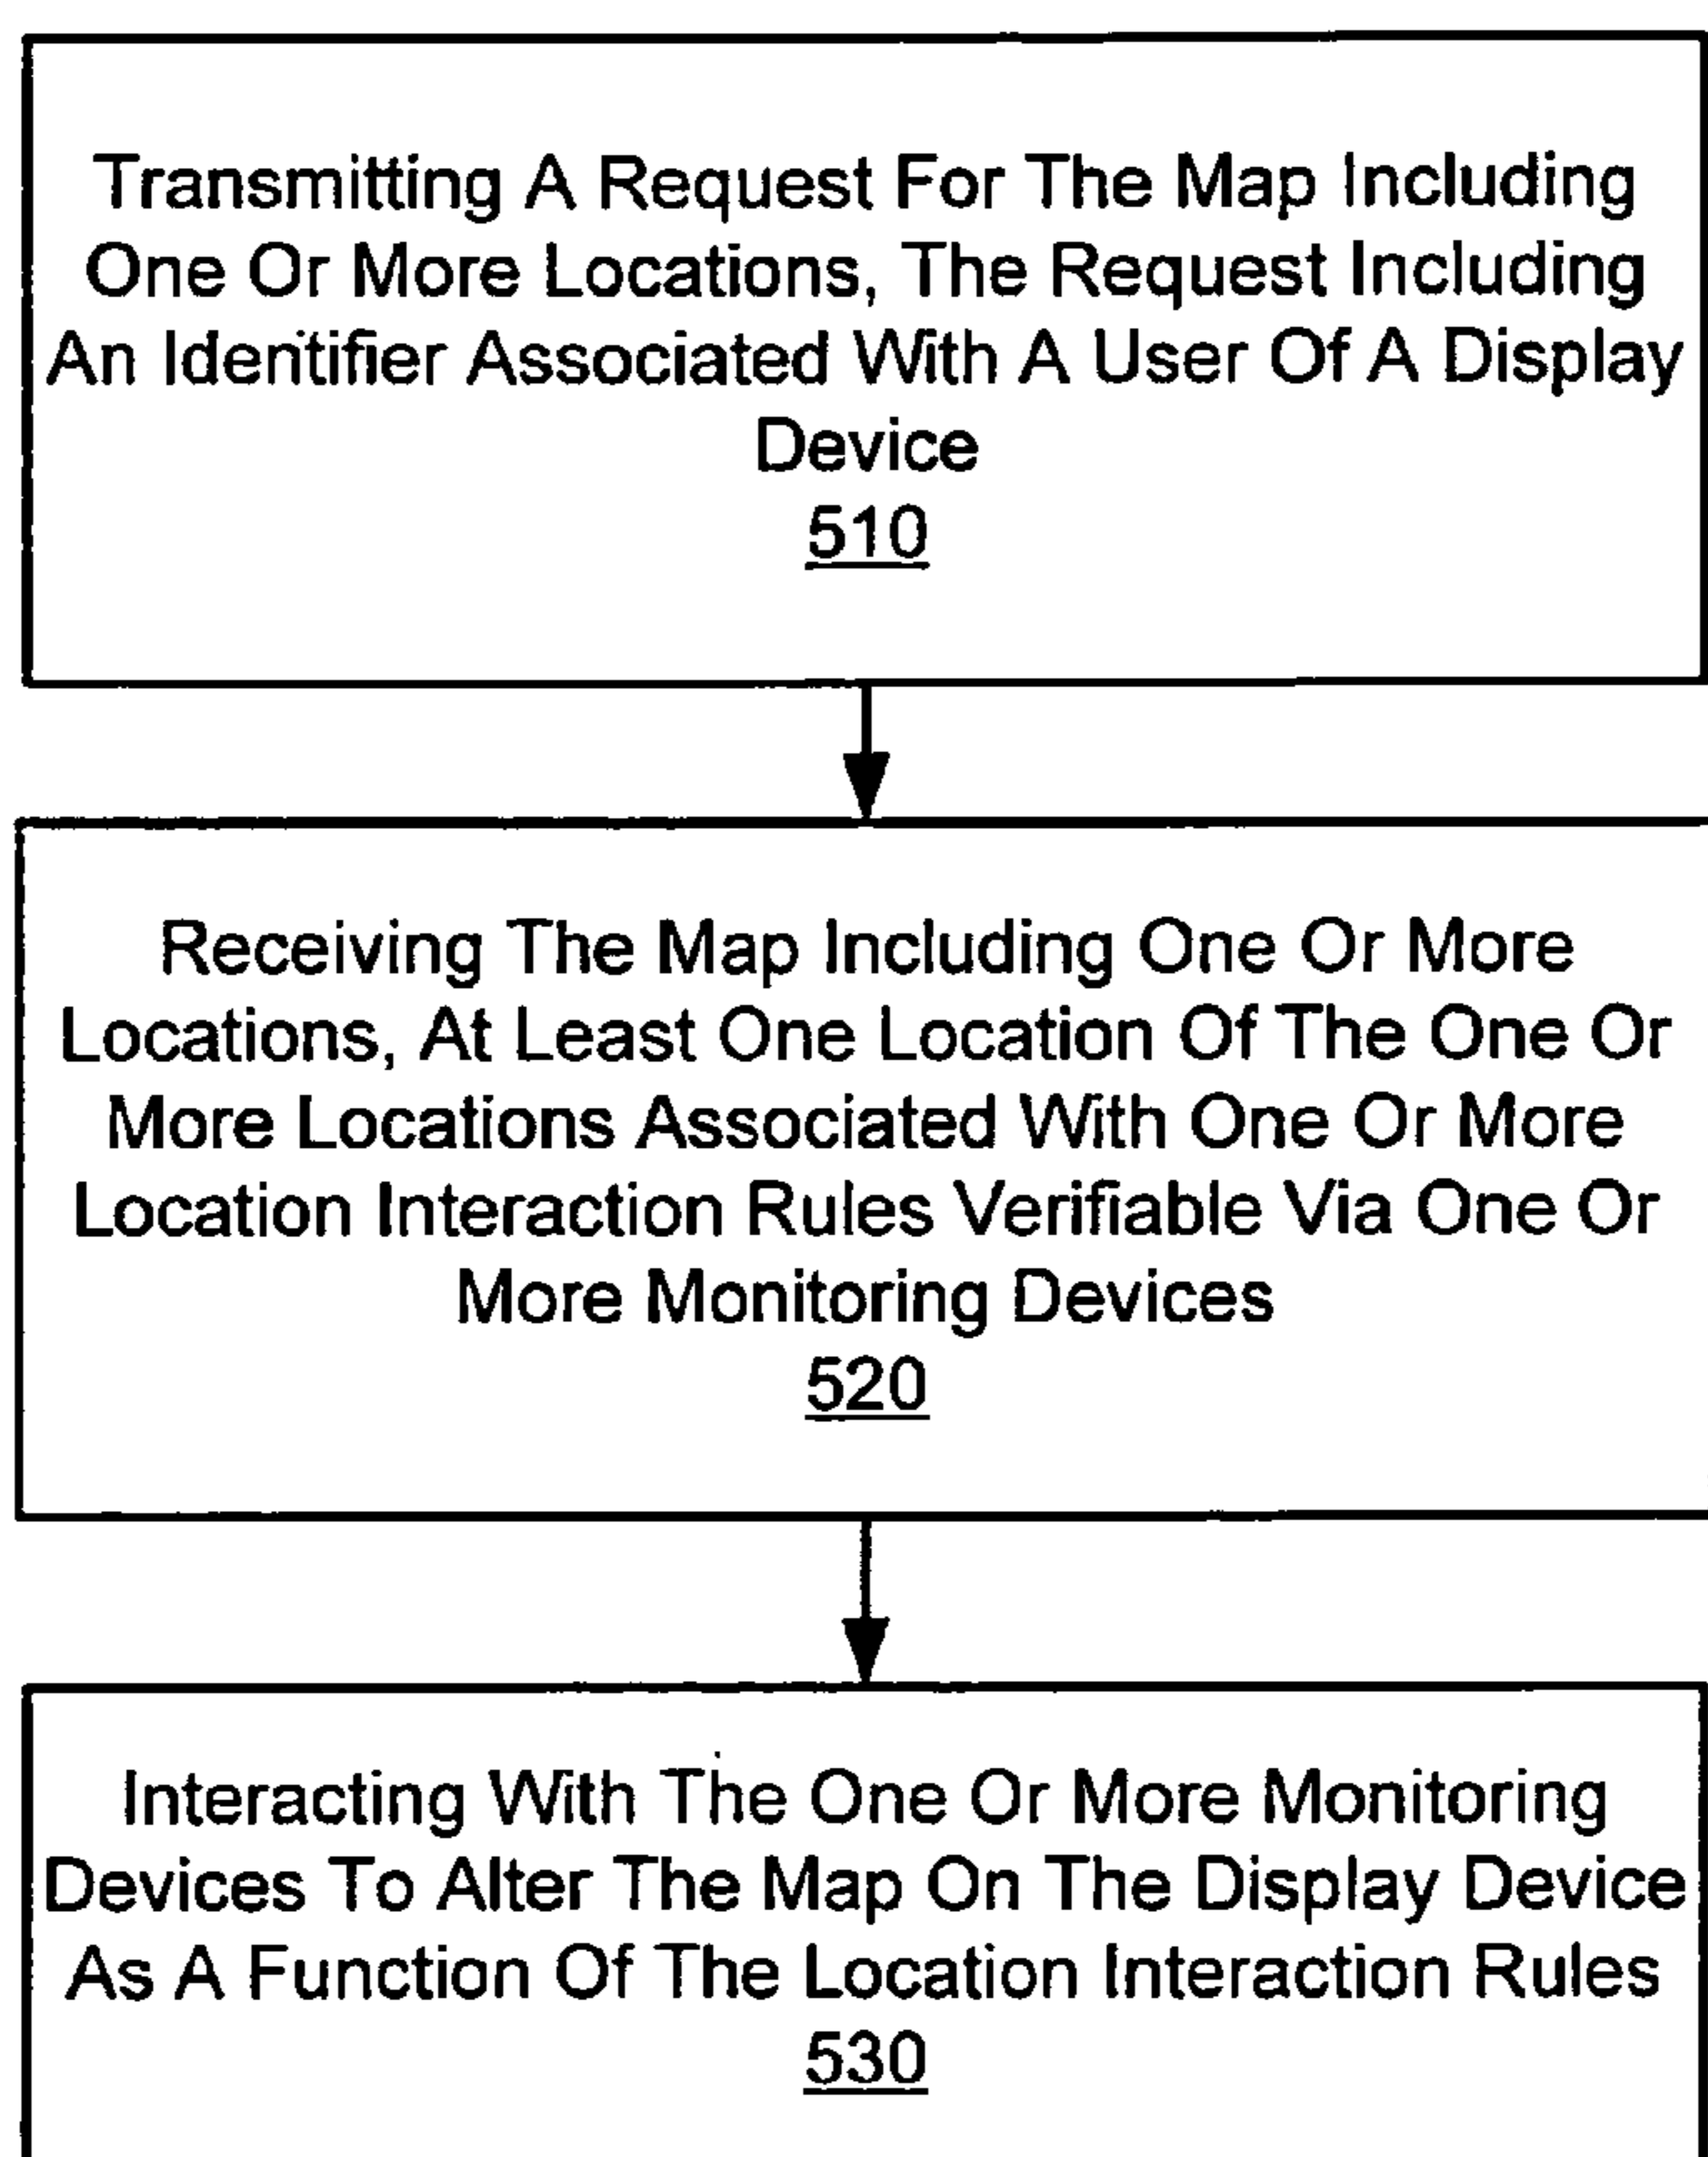 Transmitting A Request For The Map Including
One Or More Locations, The Request Including
An Identifier Associated With A User Of A Display
Device
510
Receiving The Map Including One Or More
Locations, At Least One Location Of The One Or
More Locations Associated With One Or More
Location Interaction Rules Verifiable Via One Or
More Monitoring Devices
520
Interacting With The One Or More Monitoring
Devices To Alter The Map On The Display Device
As A Function Of The Location Interaction Rules
530